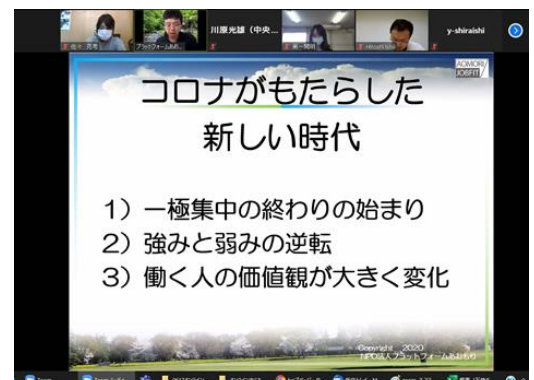 川原光雄（中央...
y-shiraishi
AOMORI
JOBFIT!
コロナがもたらした
新しい時代
1）一極集中の終わりの始まり
2）強みと弱みの逆転
3）働く人の価値観が大きく変化
Copyright 2020
NPO法人プラットフォームあおもり